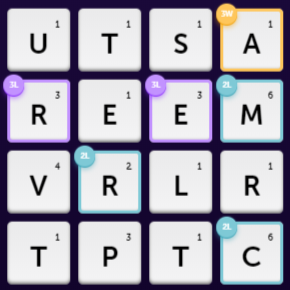 3W
1 1 1 1
U T S A
3L 3L 2L
3 1 3 6
R E E M
2L
4 2 1 1
V R L R
2L
1 3 1 6
T P T C